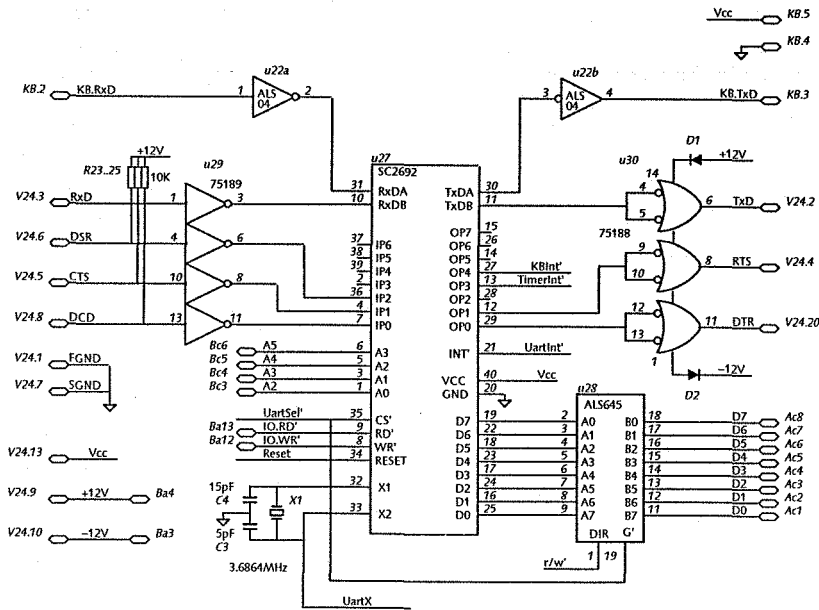 Vcc KB.5
KB.4
u22a u22b
KB.2 KB.RxD 1 ALS 04 2 3 ALS 04 4 KB.TxD KB.3
+12V
R23..25 10K
u29
75189
V24.3 RxD 1 3
V24.6 DSR 4 6
V24.5 CTS 10 8
V24.8 DCD 13 11
V24.1 FGND
V24.7 SGND
V24.13 Vcc
V24.9 +12V Ba4
V24.10 −12V Ba3
u27
SC2692
31 RxDA
10 RxDB
37 IP6
38 IP5
39 IP4
2 IP3
36 IP2
4 IP1
7 IP0
Bc6 A5 6 A3
Bc5 A4 5 A2
Bc4 A3 3 A1
Bc3 A2 1 A0
UartSel' 35 CS'
Ba13 IO.RD' 9 RD'
Ba12 IO.WR' 8 WR'
Reset 34 RESET
32 X1
33 X2
15pF
C4
X1
5pF
C3
3.6864MHz
UartX
TxDA 30
TxDB 11
OP7 15
OP6 26
OP5 14
OP4 27 KBInt'
OP3 13 TimerInt'
OP2 28
OP1 12
OP0 29
INT' 21 UartInt'
VCC 40 Vcc
GND 20
D7 19
D6 22
D5 18
D4 23
D3 17
D2 24
D1 16
D0 25
u30
75188
D1
+12V
14
4 5 6 TxD V24.2
9 10 8 RTS V24.4
12 13 11 DTR V24.20
1
−12V
D2
u28
ALS645
2 A0 B0 18 D7 Ac8
3 A1 B1 17 D6 Ac7
4 A2 B2 16 D5 Ac6
5 A3 B3 15 D4 Ac5
6 A4 B4 14 D3 Ac4
7 A5 B5 13 D2 Ac3
8 A6 B6 12 D1 Ac2
9 A7 B7 11 D0 Ac1
DIR G'
r/w' 1 19